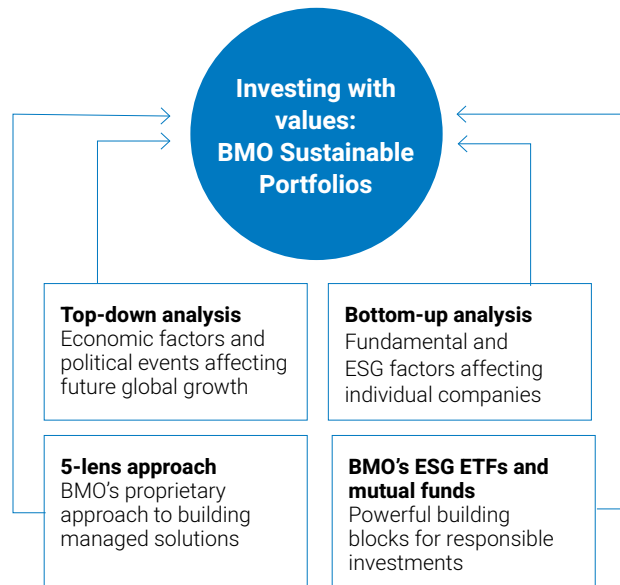 Investing with
values:
BMO Sustainable
Portfolios
Top-down analysis
Economic factors and
political events affecting
future global growth
Bottom-up analysis
Fundamental and
ESG factors affecting
individual companies
5-lens approach
BMO's proprietary
approach to building
managed solutions
BMO's ESG ETFs and
mutual funds
Powerful building
blocks for responsible
investments